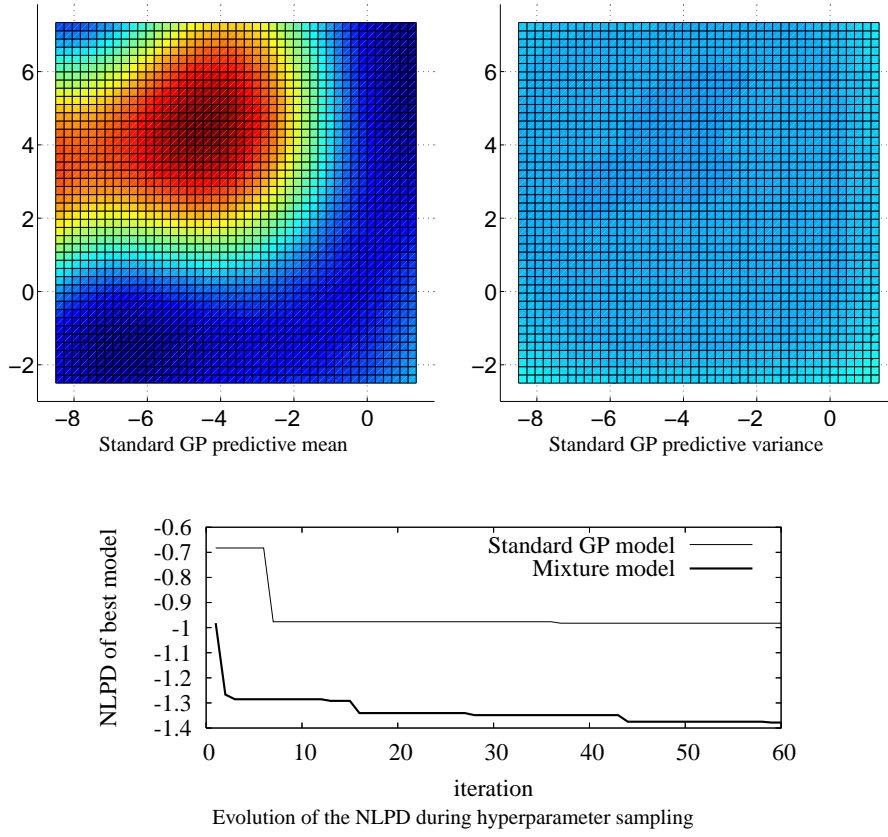 6
4
2
0
−2
−8 −6 −4 −2 0
Standard GP predictive mean
6
4
2
0
−2
−8 −6 −4 −2 0
Standard GP predictive variance
NLPD of best model
-0.6
-0.7
-0.8
-0.9
-1
-1.1
-1.2
-1.3
-1.4
Standard GP model
Mixture model
0 10 20 30 40 50 60
iteration
Evolution of the NLPD during hyperparameter sampling